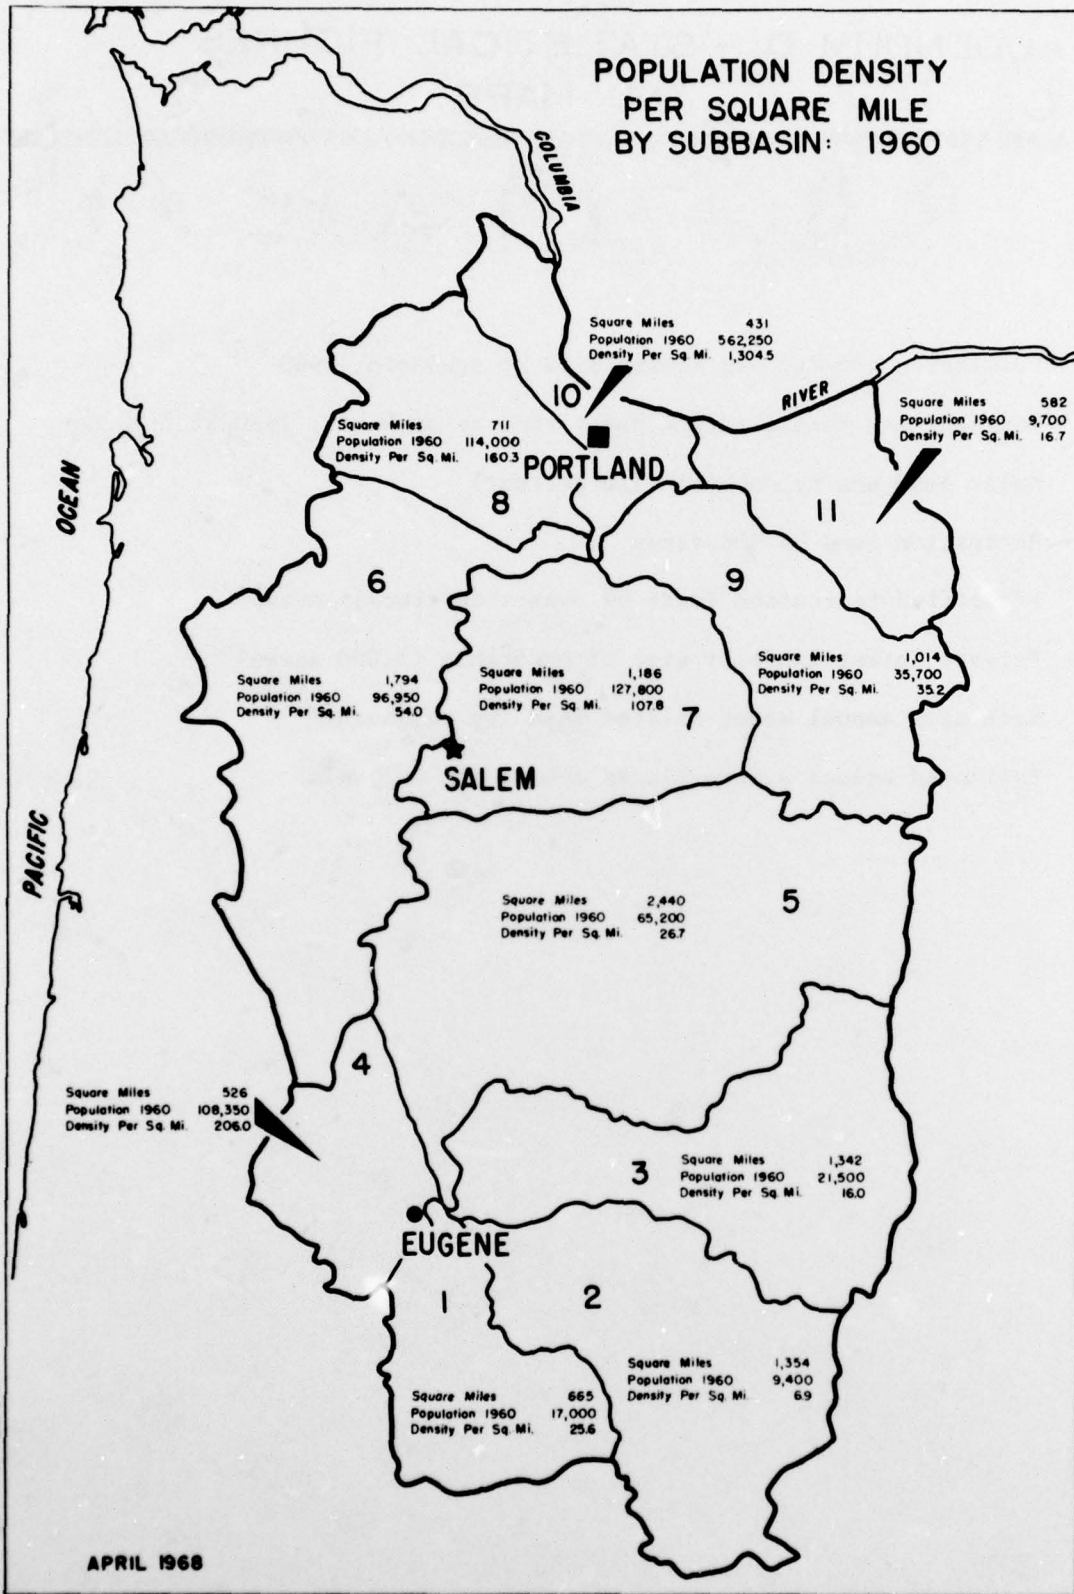 POPULATION DENSITY
PER SQUARE MILE
BY SUBBASIN: 1960
COLUMBIA
Square Miles 431
Population 1960 562,250
Density Per Sq. Mi. 1,304.5
10
RIVER
Square Miles 582
Population 1960 9,700
Density Per Sq. Mi. 16.7
Square Miles 711
Population 1960 114,000
Density Per Sq. Mi. 160.3
PORTLAND
8
11
OCEAN
6
9
Square Miles 1,794
Population 1960 96,950
Density Per Sq. Mi. 54.0
Square Miles 1,186
Population 1960 127,800
Density Per Sq. Mi. 107.8
Square Miles 1,014
Population 1960 35,700
Density Per Sq. Mi. 35.2
7
SALEM
PACIFIC
Square Miles 2,440
Population 1960 65,200
Density Per Sq. Mi. 26.7
5
4
Square Miles 526
Population 1960 108,350
Density Per Sq. Mi. 206.0
3
Square Miles 1,342
Population 1960 21,500
Density Per Sq. Mi. 16.0
EUGENE
1
2
Square Miles 1,354
Population 1960 9,400
Density Per Sq. Mi. 6.9
Square Miles 665
Population 1960 17,000
Density Per Sq. Mi. 25.6
APRIL 1968